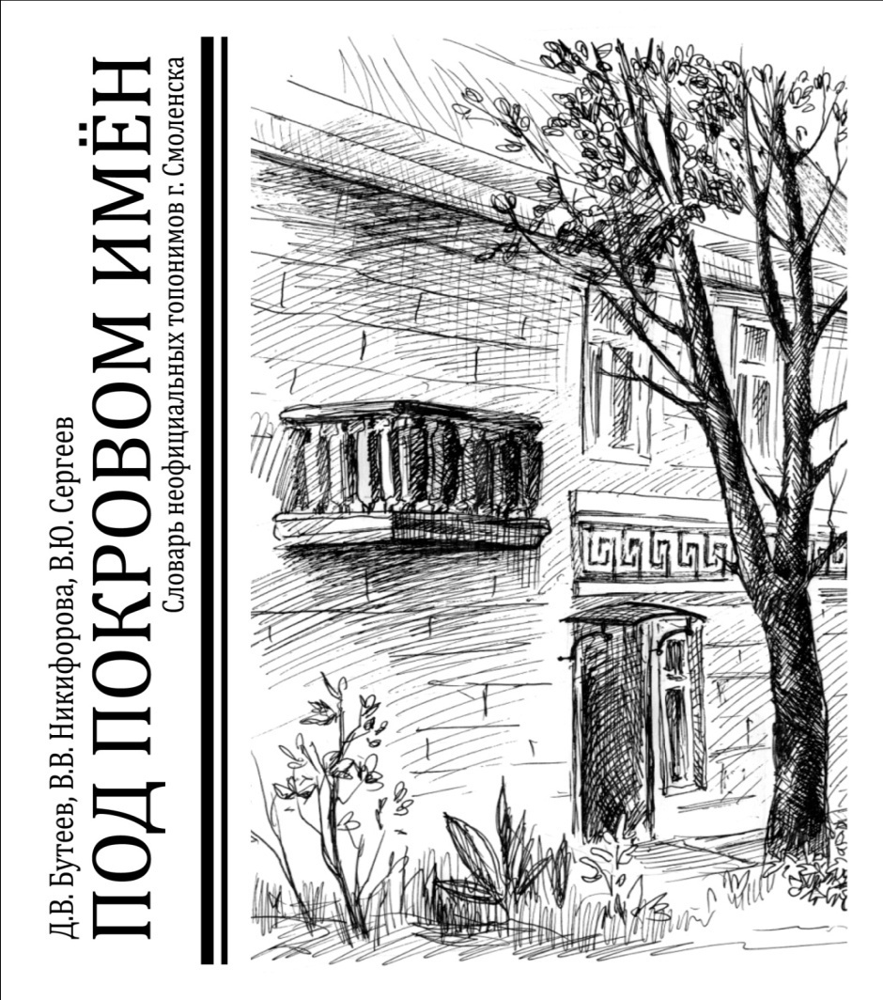 Д.В. Бутеев, В.В. Никифорова, В.Ю. Сергеев
ПОД ПОКРОВОМ ИМЁН
Словарь неофициальных топонимов г. Смоленска